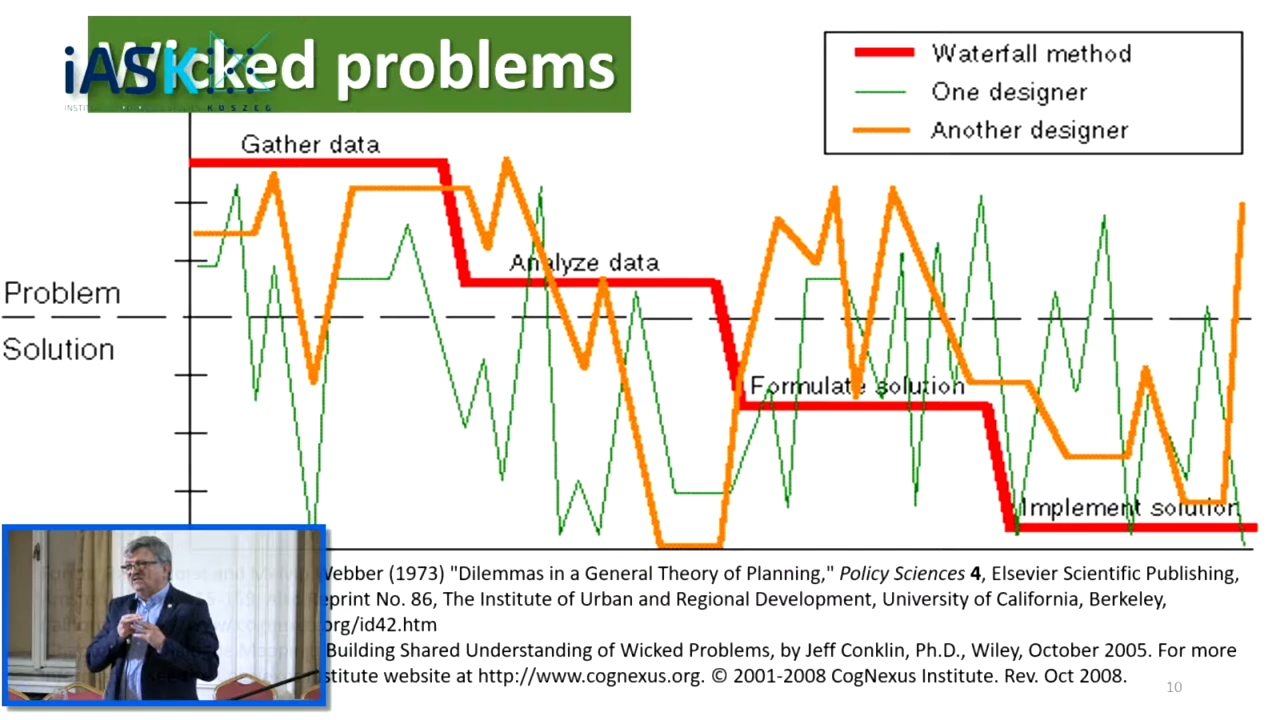 Wicked problems
iASK
KOSZEG
Waterfall method
One designer
Another designer
Gather data
Analyze data
Problem
Solution
Formulate solution
Implement solution
Webber (1973) "Dilemmas in a General Theory of Planning," Policy Sciences 4, Elsevier Scientific Publishing,
Reprint No. 86, The Institute of Urban and Regional Development, University of California, Berkeley,
org/id42.htm
Building Shared Understanding of Wicked Problems, by Jeff Conklin, Ph.D., Wiley, October 2005. For more
stitute website at http://www.cognexus.org. © 2001-2008 CogNexus Institute. Rev. Oct 2008.
10